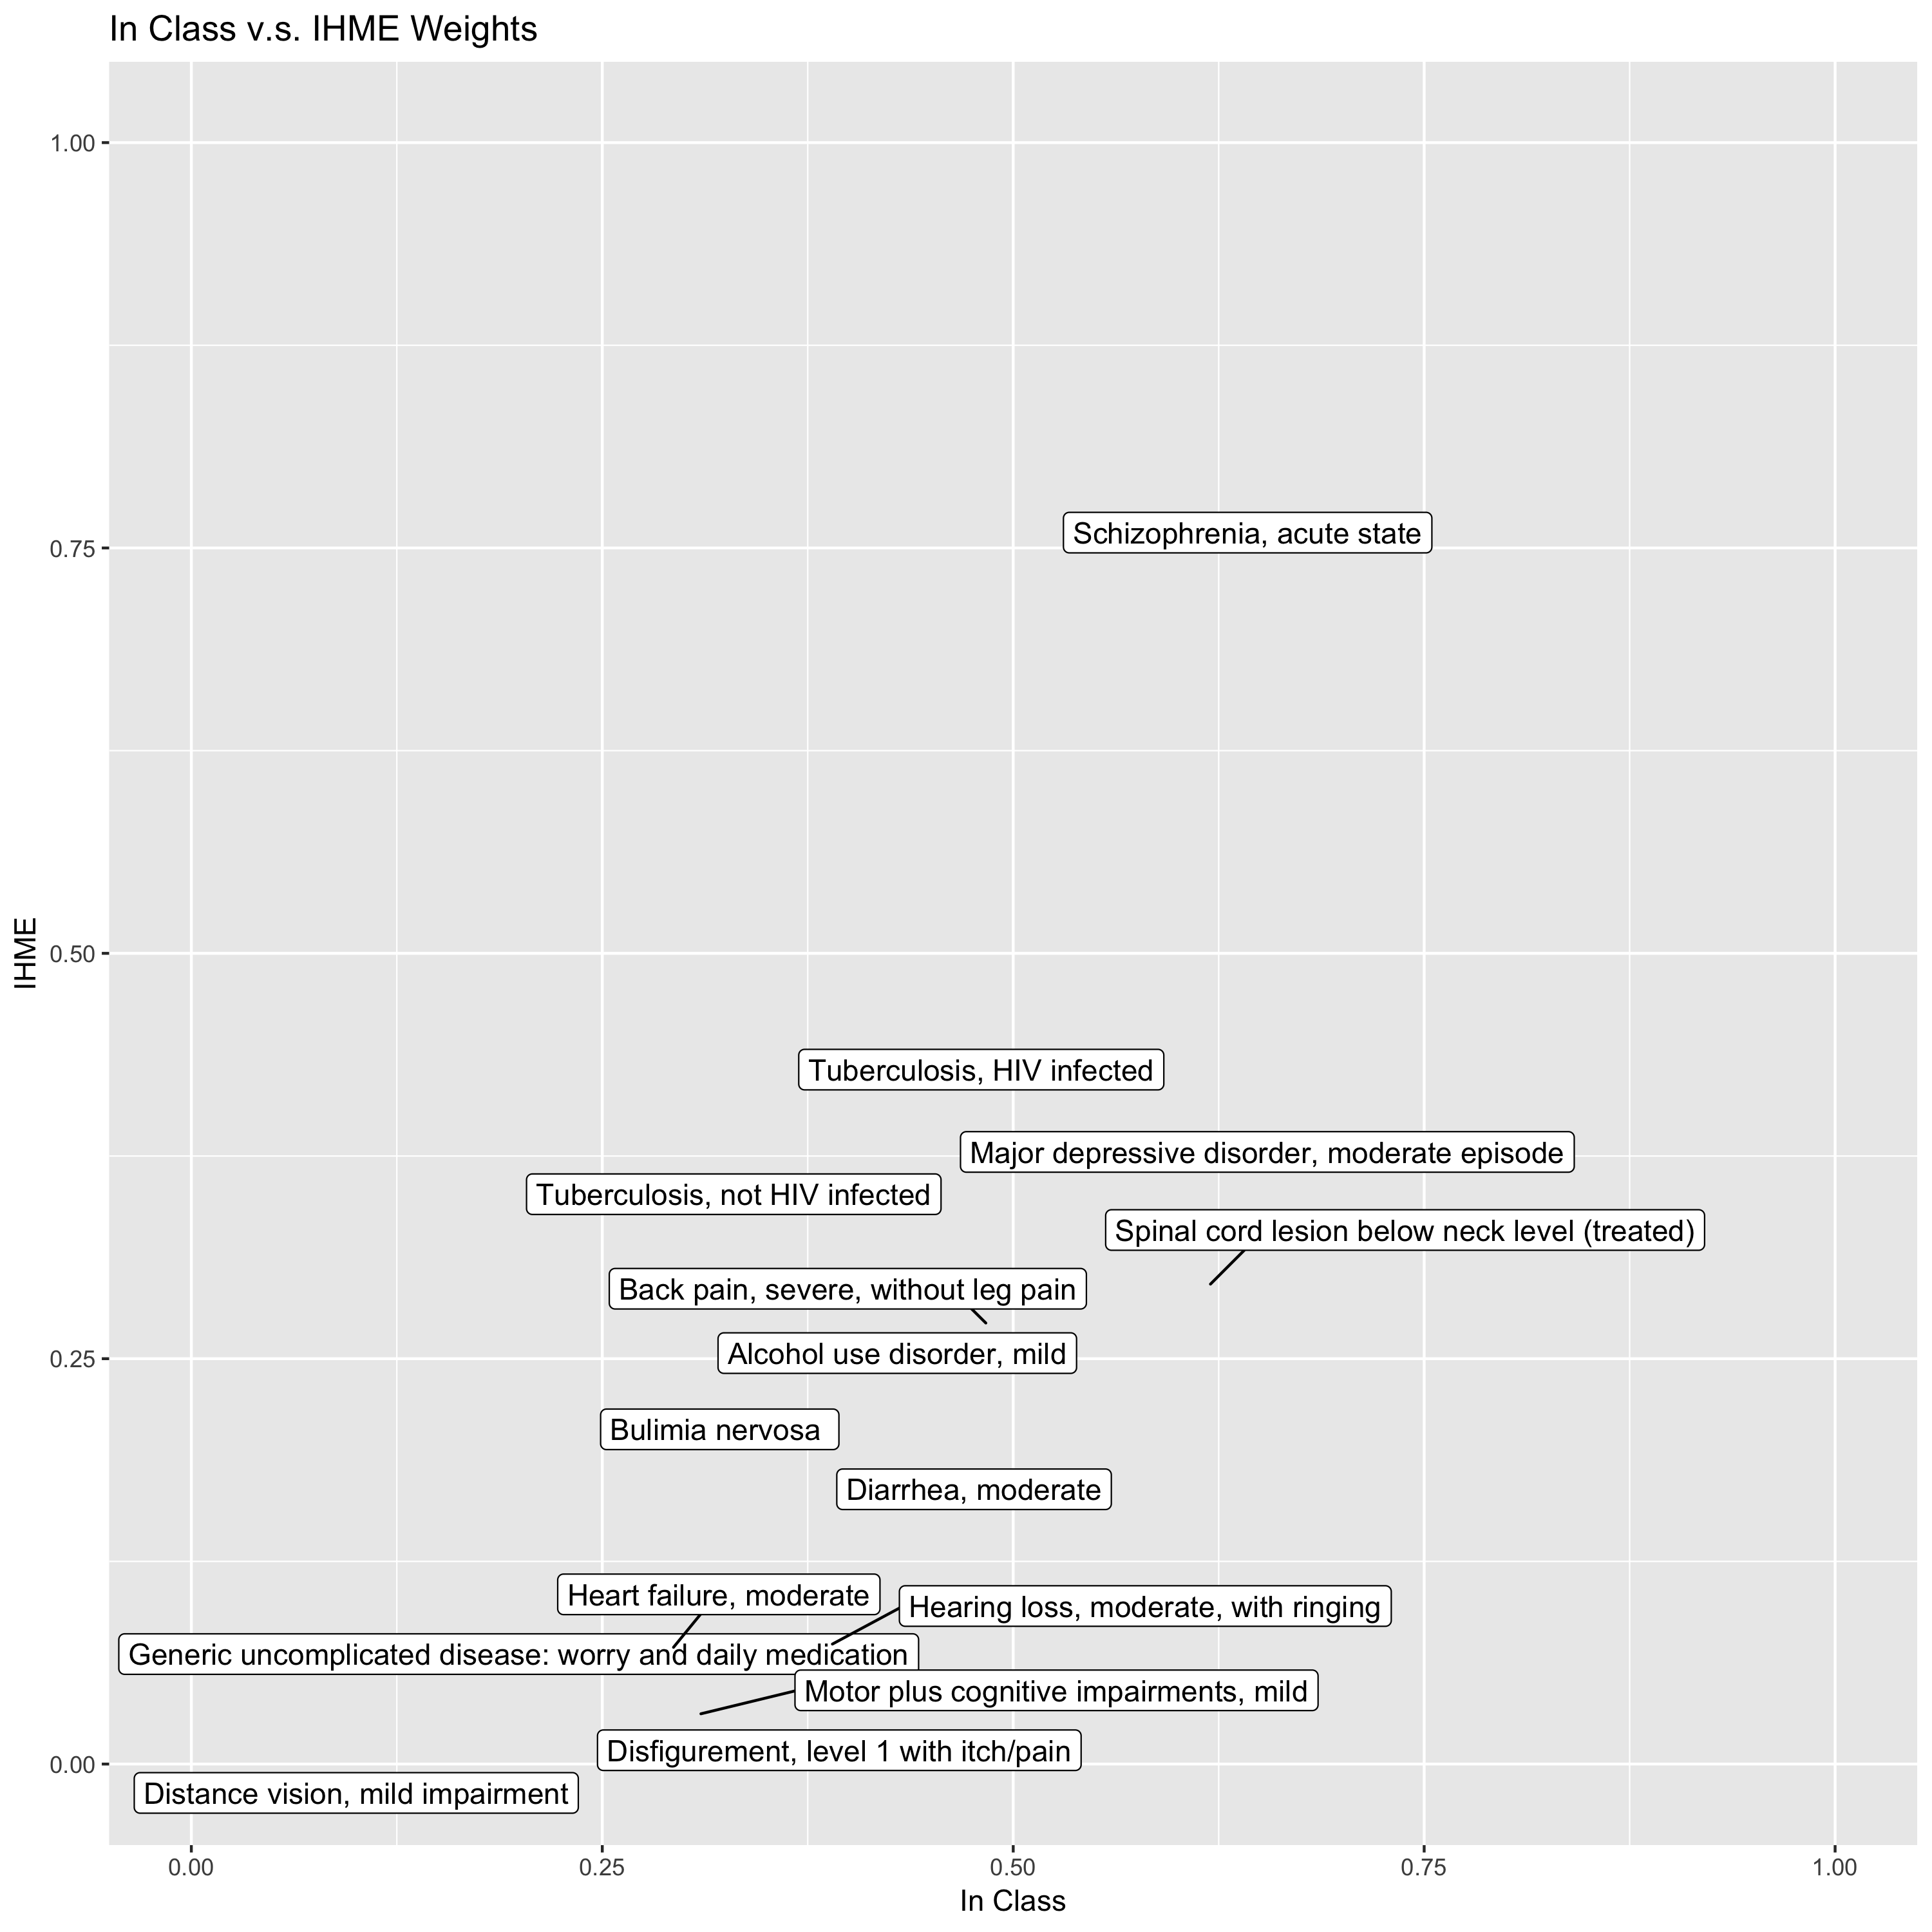 In Class v.s. IHME Weights
1.00
Schizophrenia, acute state
0.75
IHME
0.50
Tuberculosis, HIV infected
Major depressive disorder, moderate episode
Tuberculosis, not HIV infected
Spinal cord lesion below neck level (treated)
Back pain, severe, without leg pain
Alcohol use disorder, mild
0.25
Bulimia nervosa
Diarrhea, moderate
Heart failure, moderate
Hearing loss, moderate, with ringing
Generic uncomplicated disease: worry and daily medication
Motor plus cognitive impairments, mild
Disfigurement, level 1 with itch/pain
0.00
Distance vision, mild impairment
0.00 0.25 0.50 0.75 1.00
In Class